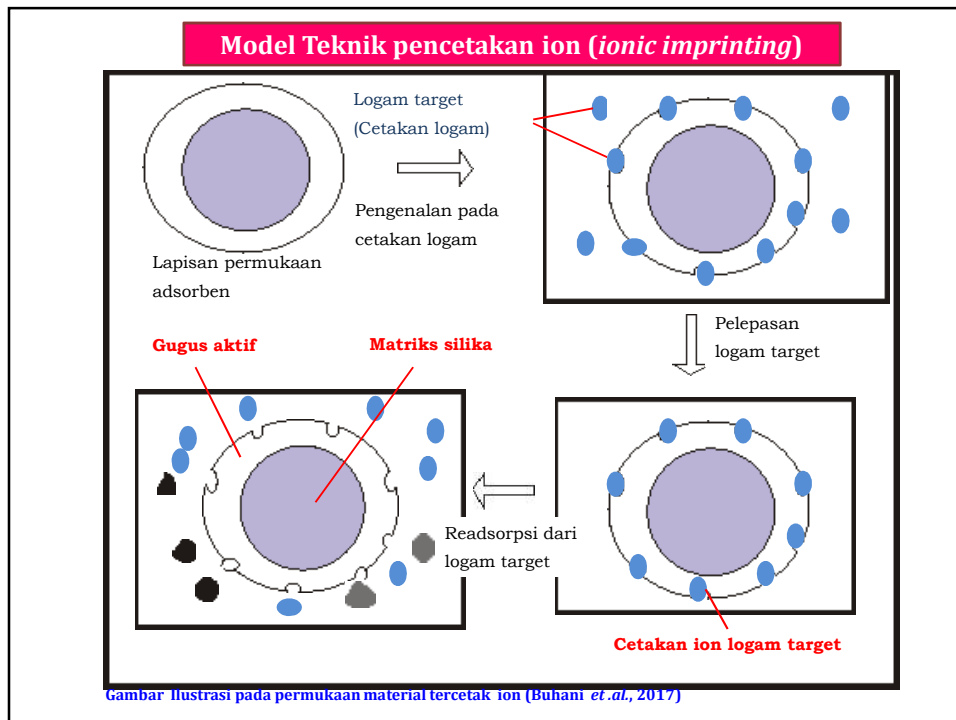 Model Teknik pencetakan ion (ionic imprinting)
Logam target
(Cetakan logam)
Pengenalan pada
cetakan logam
Lapisan permukaan
adsorben
Pelepasan
logam target
Gugus aktif
Matriks silika
Readsorpsi dari
logam target
Cetakan ion logam target
Gambar Ilustrasi pada permukaan material tercetak ion (Buhani et .al., 2017)